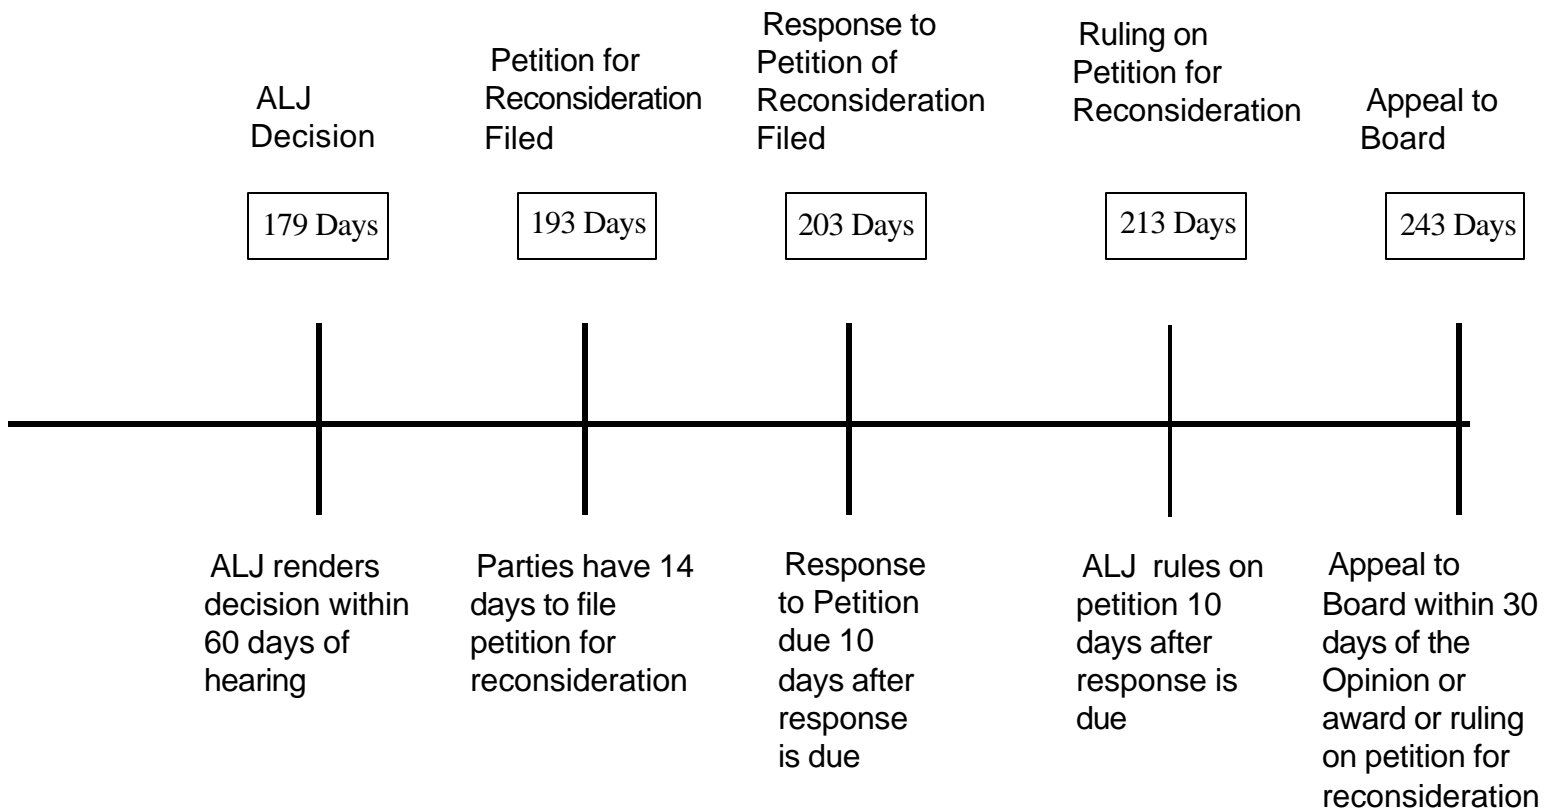 ALJ
Decision
Petition for
Reconsideration
Filed
Response to
Petition of
Reconsideration
Filed
Ruling on
Petition for
Reconsideration
Appeal to
Board
179 Days
193 Days
203 Days
213 Days
243 Days
ALJ renders
decision within
60 days of
hearing
Parties have 14
days to file
petition for
reconsideration
Response
to Petition
due 10
days after
response
is due
ALJ rules on
petition 10
days after
response is
due
Appeal to
Board within 30
days of the
Opinion or
award or ruling
on petition for
reconsideration